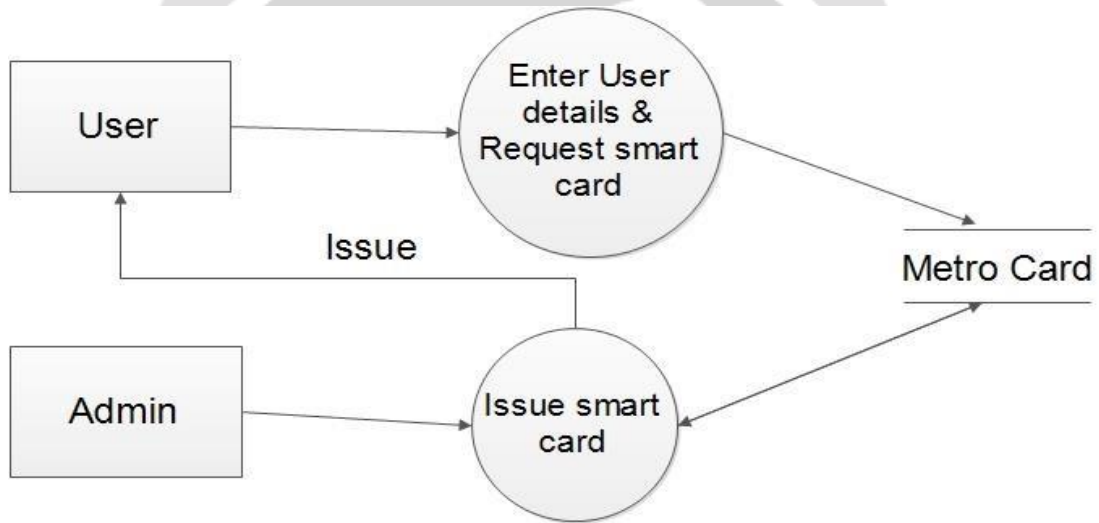 User
Enter User
details &
Request smart
card
Issue
Metro Card
Admin
Issue smart
card